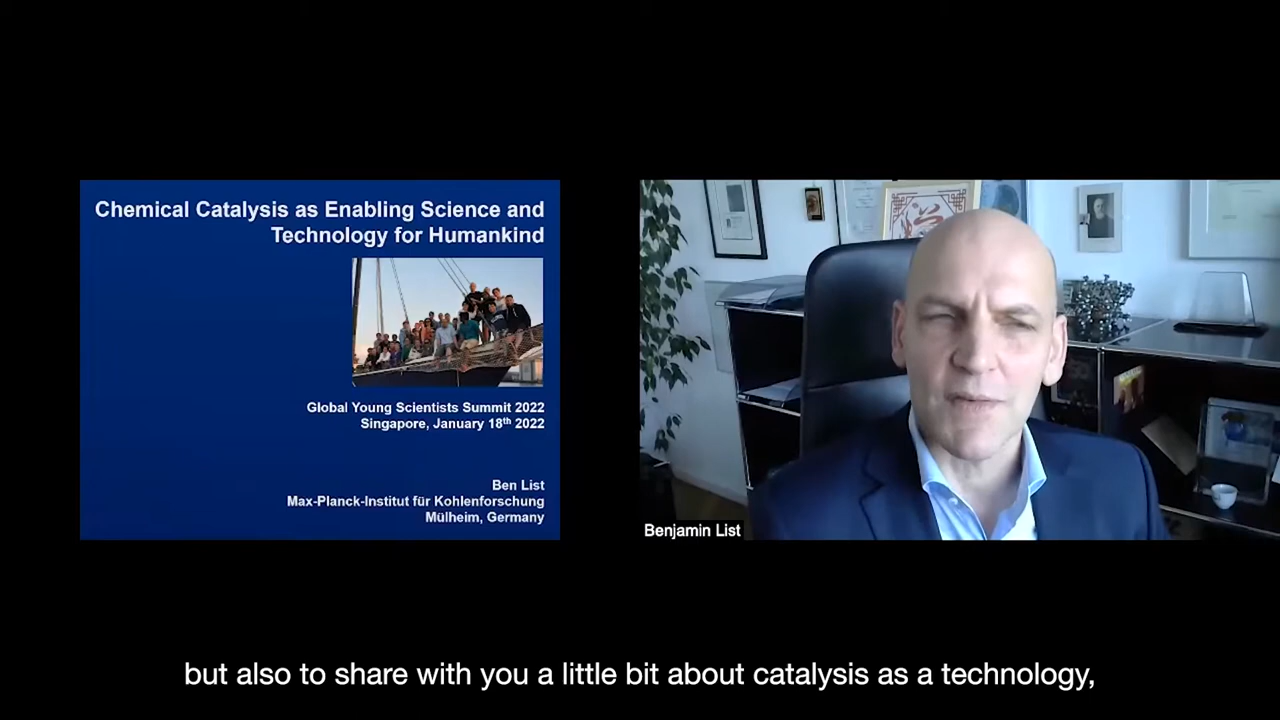 Chemical Catalysis as Enabling Science and
Technology for Humankind
Global Young Scientists Summit 2022
Singapore, January 18th 2022
Ben List
Max-Planck-Institut für Kohlenforschung
Mülheim, Germany
Benjamin List
but also to share with you a little bit about catalysis as a technology,